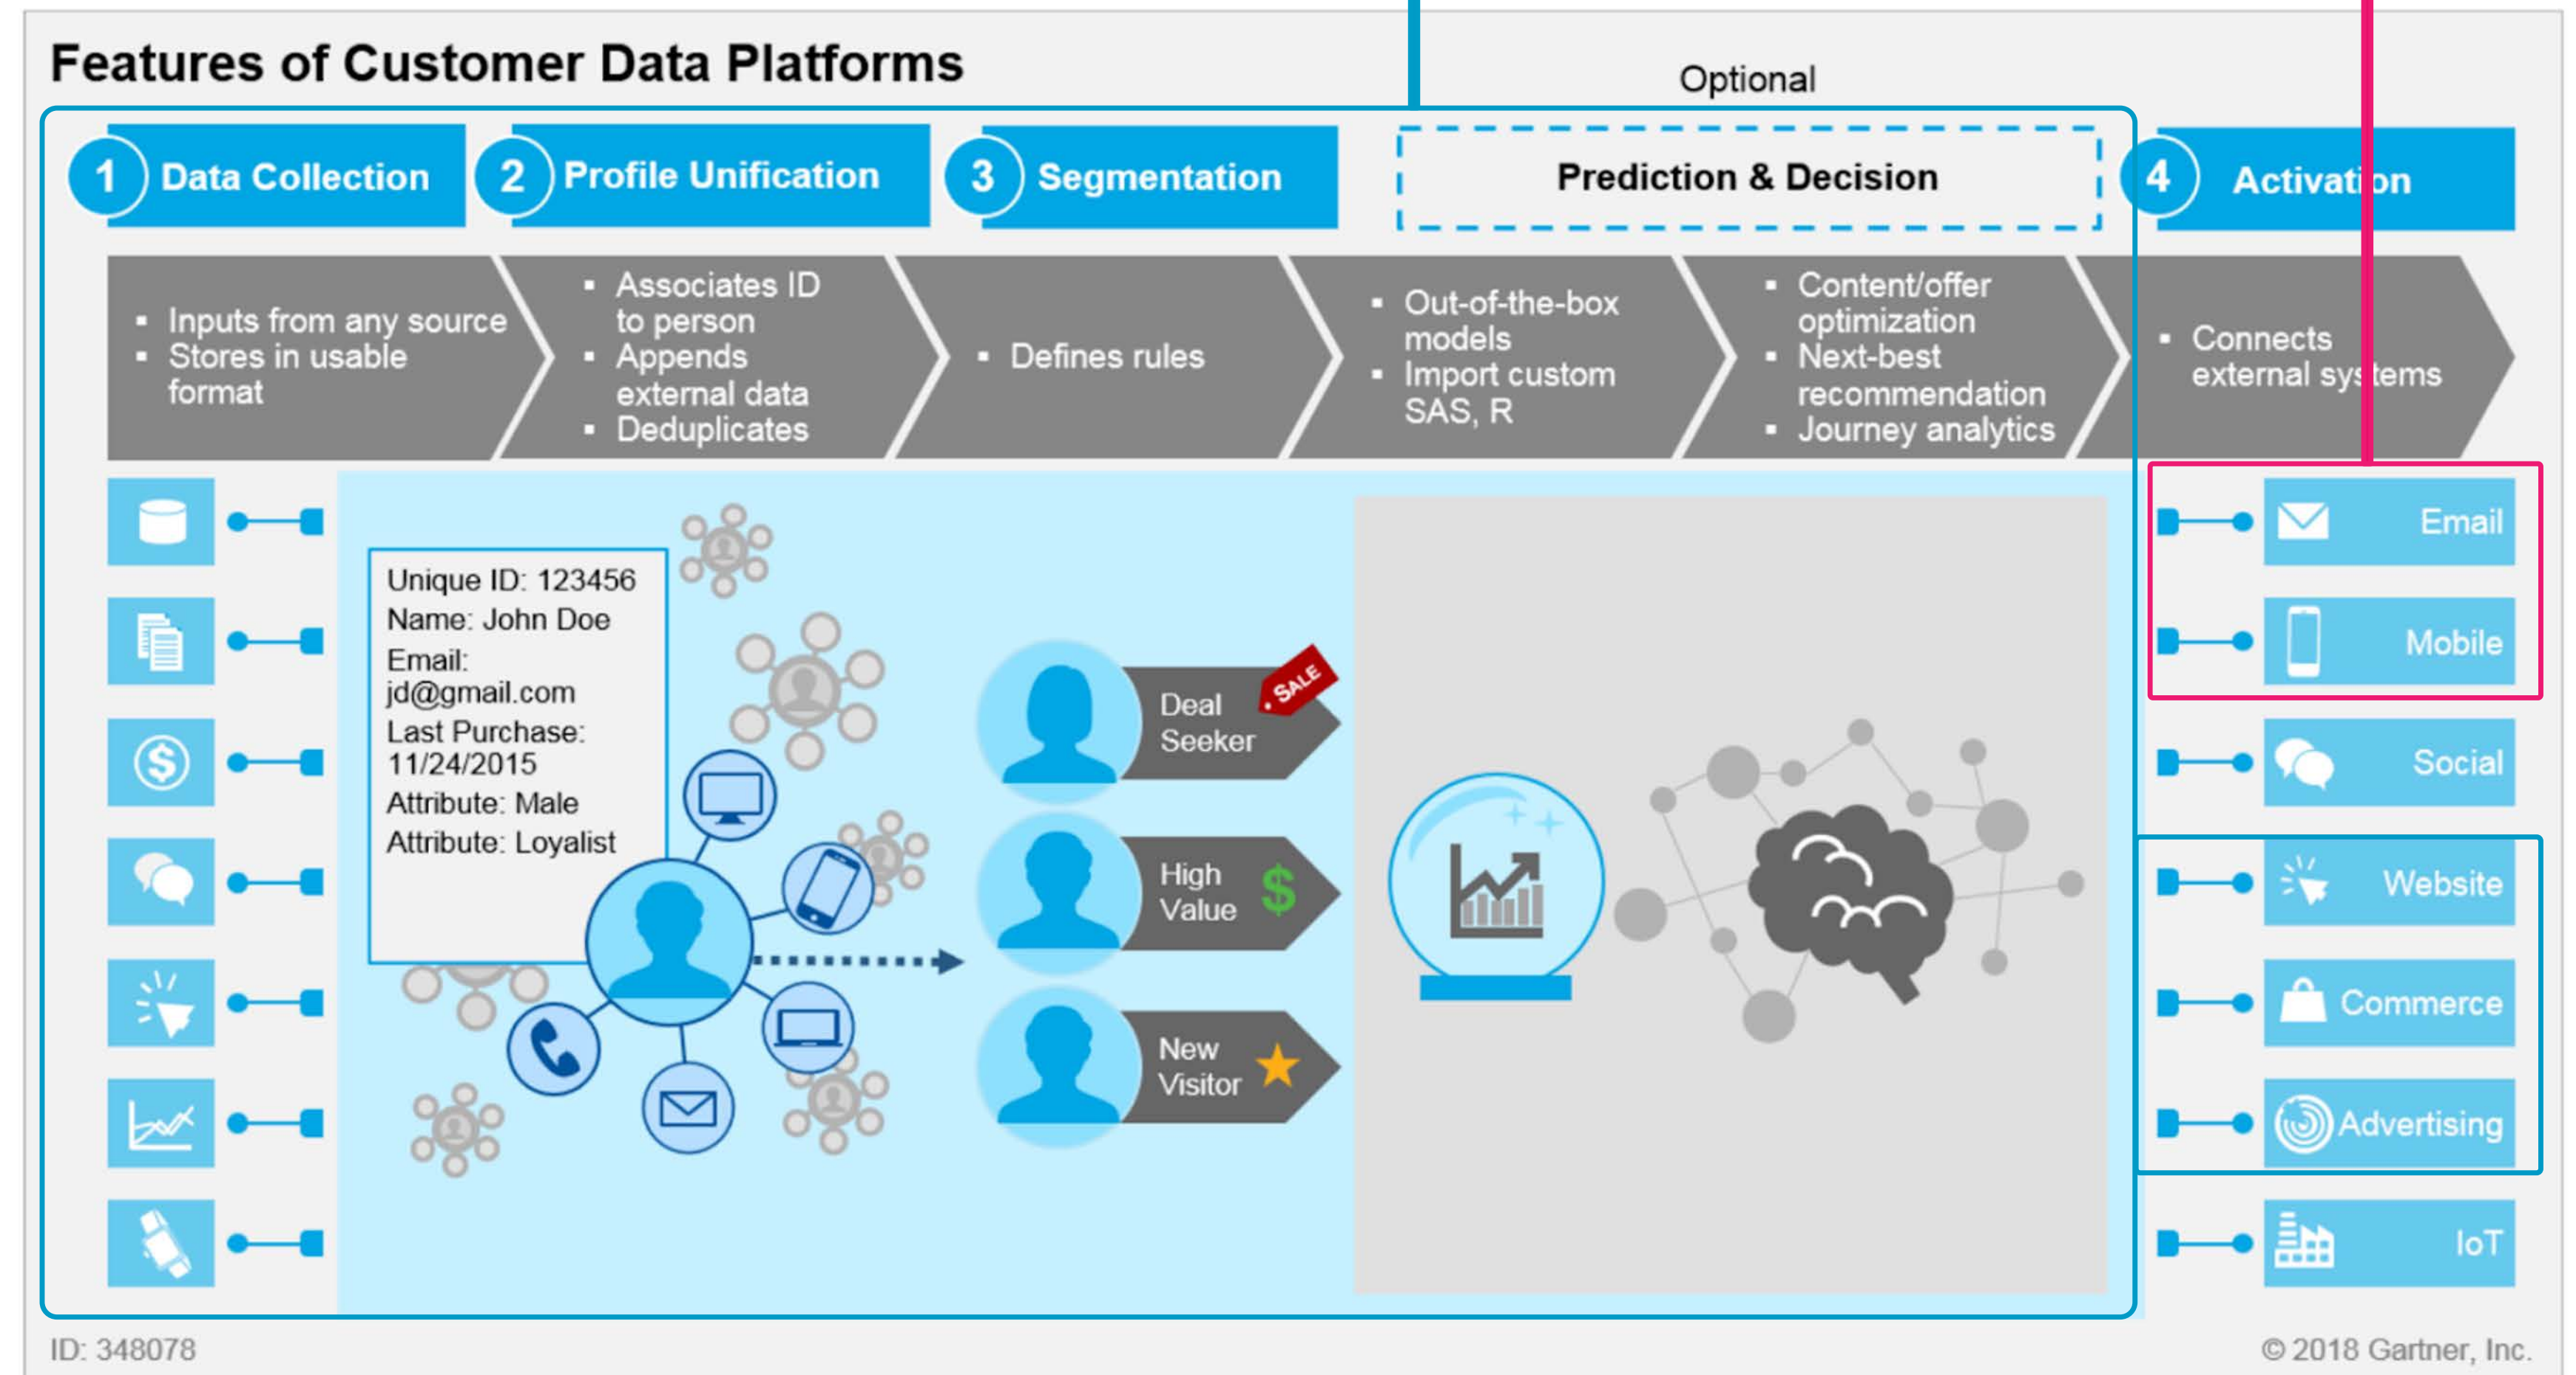 Features of Customer Data Platforms
Optional
1 Data Collection
2 Profile Unification
3 Segmentation
Prediction & Decision
4 Activation
▪ Inputs from any source
▪ Stores in usable
format
▪ Associates ID
to person
▪ Appends
external data
▪ Deduplicates
▪ Defines rules
▪ Out-of-the-box
models
▪ Import custom
SAS, R
▪ Content/offer
optimization
▪ Next-best
recommendation
▪ Journey analytics
▪ Connects
external systems
Unique ID: 123456
Name: John Doe
Email:
jd@gmail.com
Last Purchase:
11/24/2015
Attribute: Male
Attribute: Loyalist
Deal
Seeker
SALE
High
Value
$
New
Visitor
$
Email
Mobile
Social
Website
Commerce
Advertising
IoT
ID: 348078
© 2018 Gartner, Inc.